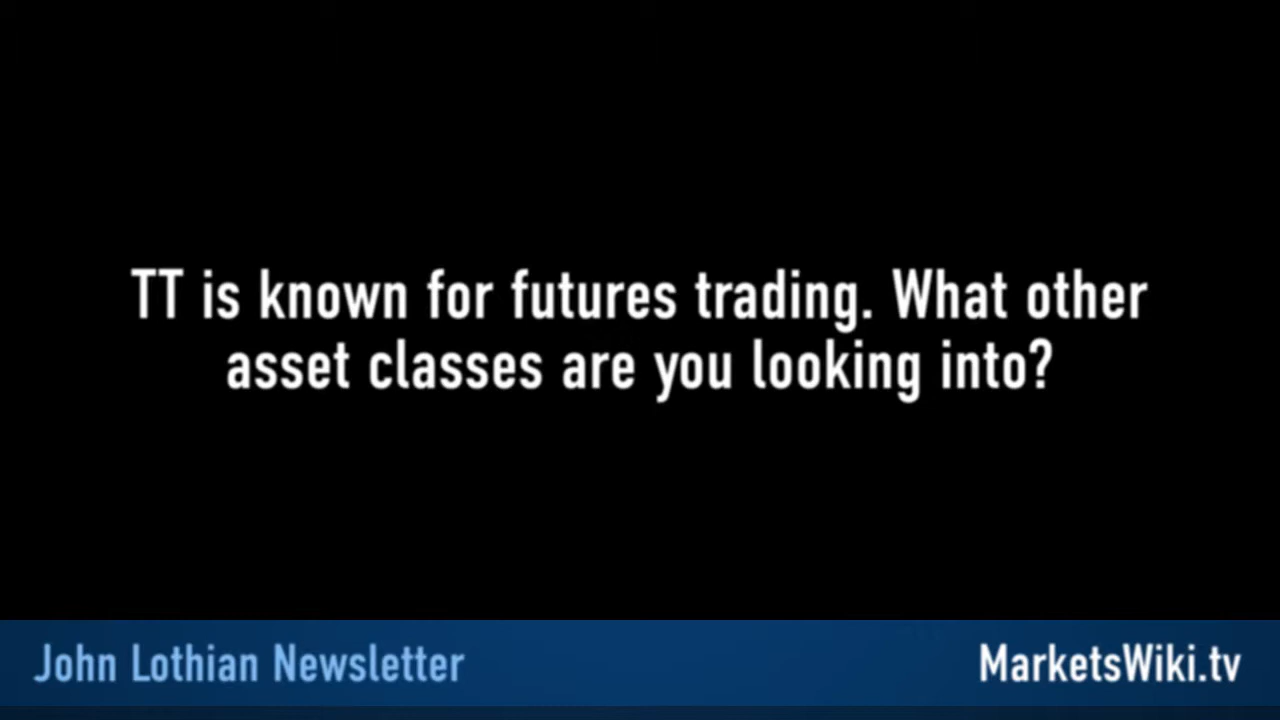 TT is known for futures trading. What other
asset classes are you looking into?
John Lothian Newsletter
MarketsWiki.tv